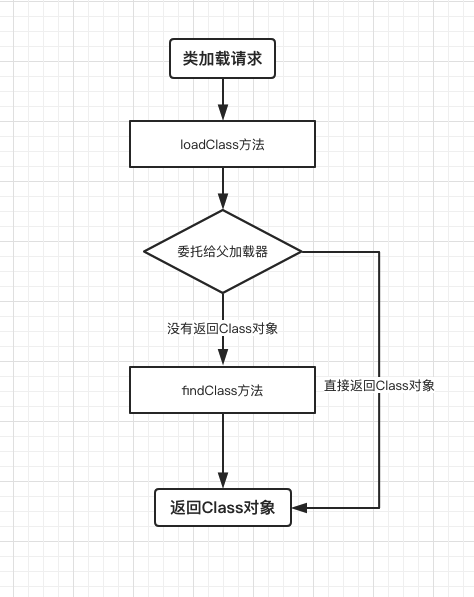 类加载请求
loadClass方法
委托给父加载器
没有返回Class对象
直接返回Class对象
findClass方法
返回Class对象